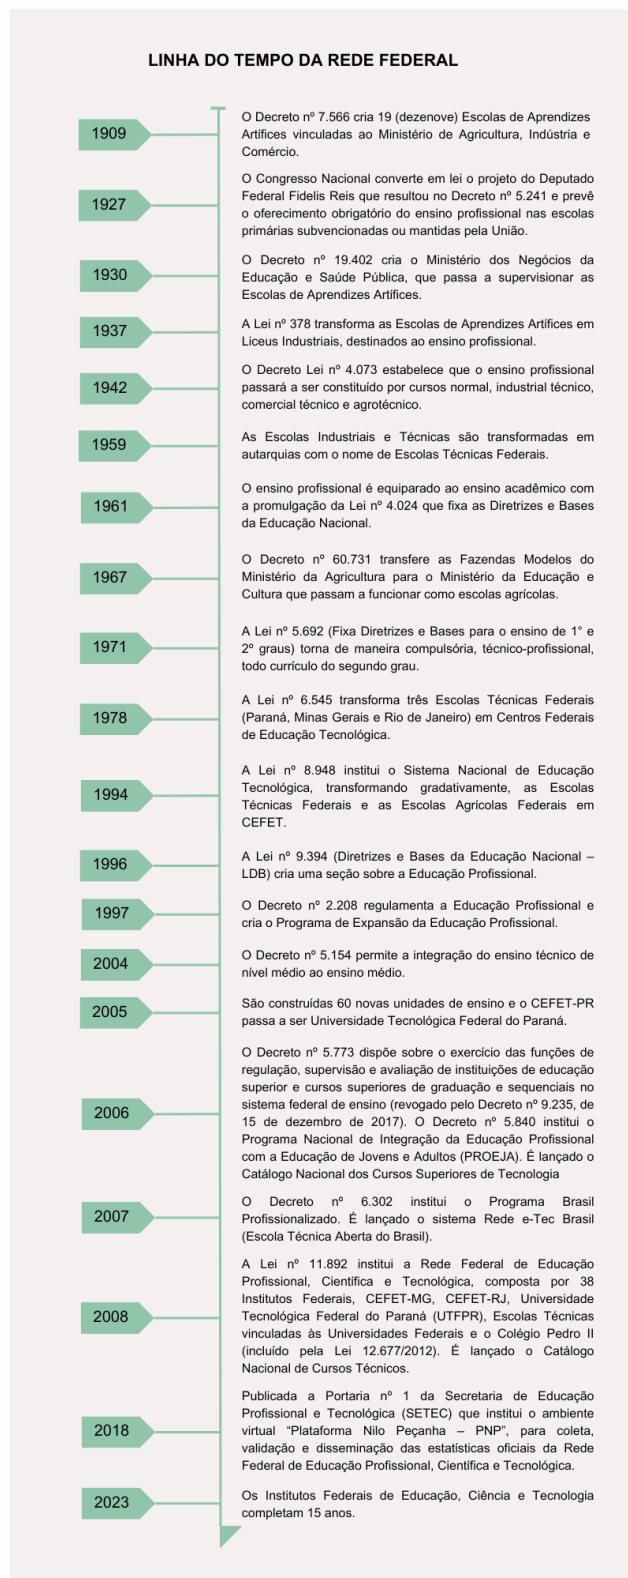 LINHA DO TEMPO DA REDE FEDERAL
1909
O Decreto nº 7.566 cria 19 (dezenove) Escolas de Aprendizes
Artífices vinculadas ao Ministério de Agricultura, Indústria e
Comércio.
1927
O Congresso Nacional converte em lei o projeto do Deputado
Federal Fidelis Reis que resultou no Decreto nº 5.241 e prevê
o oferecimento obrigatório do ensino profissional nas escolas
primárias subvencionadas ou mantidas pela União.
1930
O Decreto nº 19.402 cria o Ministério dos Negócios da
Educação e Saúde Pública, que passa a supervisionar as
Escolas de Aprendizes Artífices.
1937
A Lei nº 378 transforma as Escolas de Aprendizes Artífices em
Liceus Industriais, destinados ao ensino profissional.
1942
O Decreto Lei nº 4.073 estabelece que o ensino profissional
passará a ser constituído por cursos normal, industrial técnico,
comercial técnico e agrotécnico.
1959
As Escolas Industriais e Técnicas são transformadas em
autarquias com o nome de Escolas Técnicas Federais.
1961
O ensino profissional é equiparado ao ensino acadêmico com
a promulgação da Lei nº 4.024 que fixa as Diretrizes e Bases
da Educação Nacional.
1967
O Decreto nº 60.731 transfere as Fazendas Modelos do
Ministério da Agricultura para o Ministério da Educação e
Cultura que passam a funcionar como escolas agrícolas.
1971
A Lei nº 5.692 (Fixa Diretrizes e Bases para o ensino de 1° e
2º graus) torna de maneira compulsória, técnico-profissional,
todo currículo do segundo grau.
1978
A Lei nº 6.545 transforma três Escolas Técnicas Federais
(Paraná, Minas Gerais e Rio de Janeiro) em Centros Federais
de Educação Tecnológica.
1994
A Lei nº 8.948 institui o Sistema Nacional de Educação
Tecnológica, transformando gradativamente, as Escolas
Técnicas Federais e as Escolas Agrícolas Federais em
CEFET.
1996
A Lei nº 9.394 (Diretrizes e Bases da Educação Nacional –
LDB) cria uma seção sobre a Educação Profissional.
1997
O Decreto nº 2.208 regulamenta a Educação Profissional e
cria o Programa de Expansão da Educação Profissional.
2004
O Decreto nº 5.154 permite a integração do ensino técnico de
nível médio ao ensino médio.
2005
São construídas 60 novas unidades de ensino e o CEFET-PR
passa a ser Universidade Tecnológica Federal do Paraná.
2006
O Decreto nº 5.773 dispõe sobre o exercício das funções de
regulação, supervisão e avaliação de instituições de educação
superior e cursos superiores de graduação e sequenciais no
sistema federal de ensino (revogado pelo Decreto nº 9.235, de
15 de dezembro de 2017). O Decreto nº 5.840 institui o
Programa Nacional de Integração da Educação Profissional
com a Educação de Jovens e Adultos (PROEJA). É lançado o
Catálogo Nacional dos Cursos Superiores de Tecnologia
2007
O Decreto nº 6.302 institui o Programa Brasil
Profissionalizado. É lançado o sistema Rede e-Tec Brasil
(Escola Técnica Aberta do Brasil).
2008
A Lei nº 11.892 institui a Rede Federal de Educação
Profissional, Científica e Tecnológica, composta por 38
Institutos Federais, CEFET-MG, CEFET-RJ, Universidade
Tecnológica Federal do Paraná (UTFPR), Escolas Técnicas
vinculadas às Universidades Federais e o Colégio Pedro II
(incluído pela Lei 12.677/2012). É lançado o Catálogo
Nacional de Cursos Técnicos.
2018
Publicada a Portaria nº 1 da Secretaria de Educação
Profissional e Tecnológica (SETEC) que institui o ambiente
virtual “Plataforma Nilo Peçanha – PNP”, para coleta,
validação e disseminação das estatísticas oficiais da Rede
Federal de Educação Profissional, Científica e Tecnológica.
2023
Os Institutos Federais de Educação, Ciência e Tecnologia
completam 15 anos.